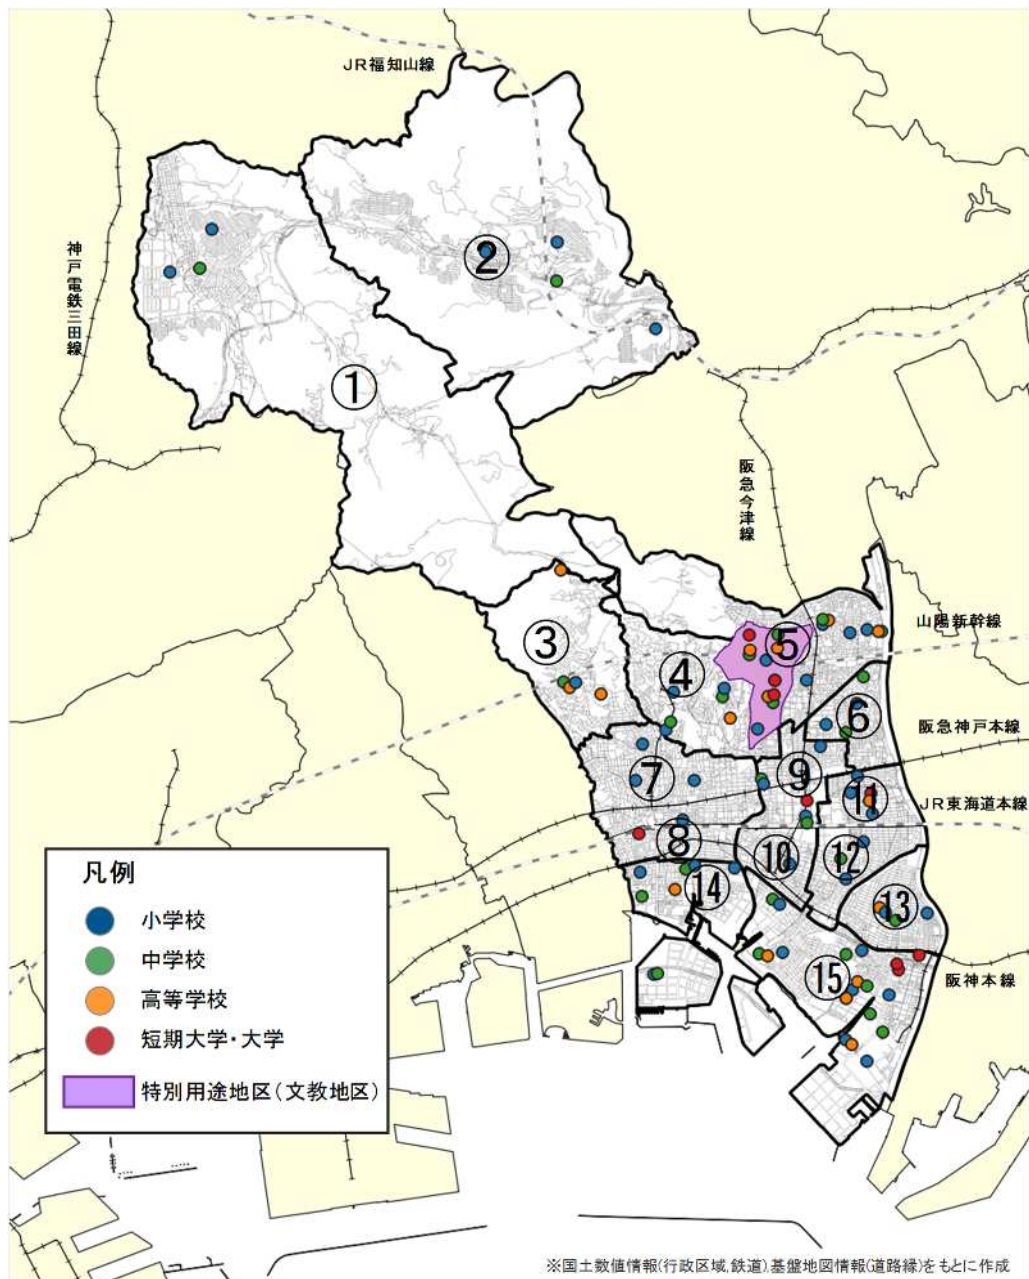 JR福知山線
神戸電鉄三田線
②
①
阪急今津線
山陽新幹線
③
⑤
④
⑥
阪急神戸本線
⑦
⑨
⑪
JR東海道本線
⑧
⑩
⑫
⑭
⑬
⑮
阪神本線
凡例
小学校
中学校
高等学校
短期大学・大学
特別用途地区(文教地区)
※国土数値情報(行政区域,鉄道),基盤地図情報(道路縁)をもとに作成